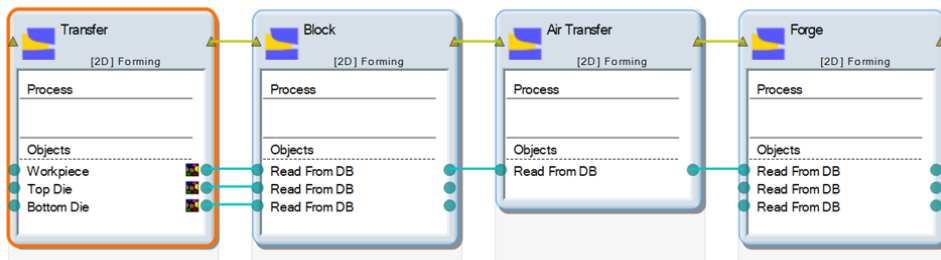 Transfer
[2D] Forming
Process
Objects
Workpiece
Top Die
Bottom Die
Block
[2D] Forming
Process
Objects
Read From DB
Read From DB
Read From DB
Air Transfer
[2D] Forming
Process
Objects
Read From DB
Forge
[2D] Forming
Process
Objects
Read From DB
Read From DB
Read From DB